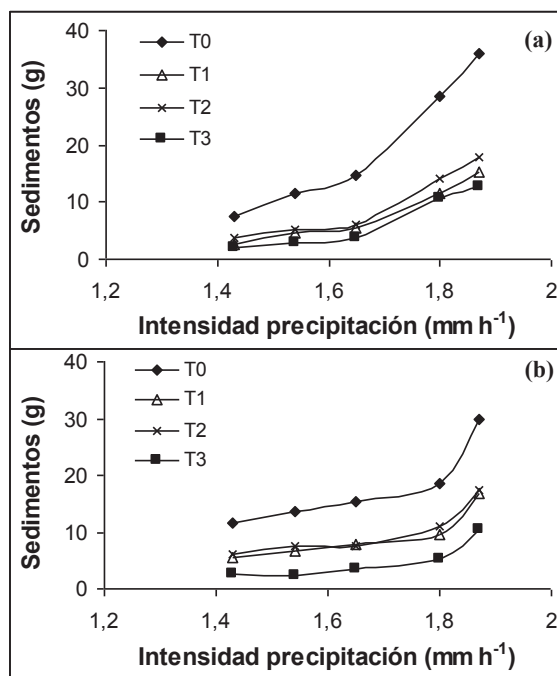 (a)
T0
T1
T2
T3
Sedimentos (g)
40
30
20
10
0
1,2
1,4
1,6
1,8
2
Intensidad precipitación (mm h⁻¹)
(b)
T0
T1
T2
T3
Sedimentos (g)
40
30
20
10
0
1,2
1,4
1,6
1,8
2
Intensidad precipitación (mm h⁻¹)